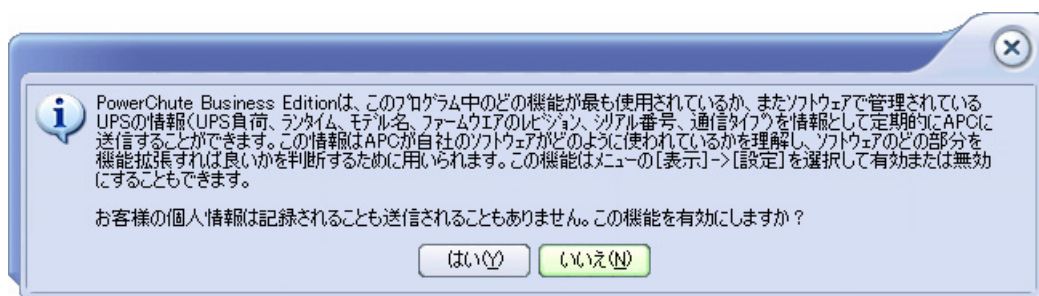 PowerChute Business Editionは、このﾌﾟﾛｸﾞﾗﾑ中のどの機能が最も使用されているか、またｿﾌﾄｳｪｱで管理されている
UPSの情報(UPS負荷、ﾗﾝﾀｲﾑ、ﾓﾃﾞﾙ名、ﾌｧｰﾑｳｴｱのﾚﾋﾞｼﾞｮﾝ、ｼﾘｱﾙ番号、通信ﾀｲﾌﾟ)を情報として定期的にAPCに
送信することができます。この情報はAPCが自社のｿﾌﾄｳｪｱがどのように使われているかを理解し、ｿﾌﾄｳｪｱのどの部分を
機能拡張すれば良いかを判断するために用いられます。この機能はﾒﾆｭｰの[表示]->[設定]を選択して有効または無効
にすることもできます。
お客様の個人情報は記録されることも送信されることもありません。この機能を有効にしますか？
はい(Y) いいえ(N)